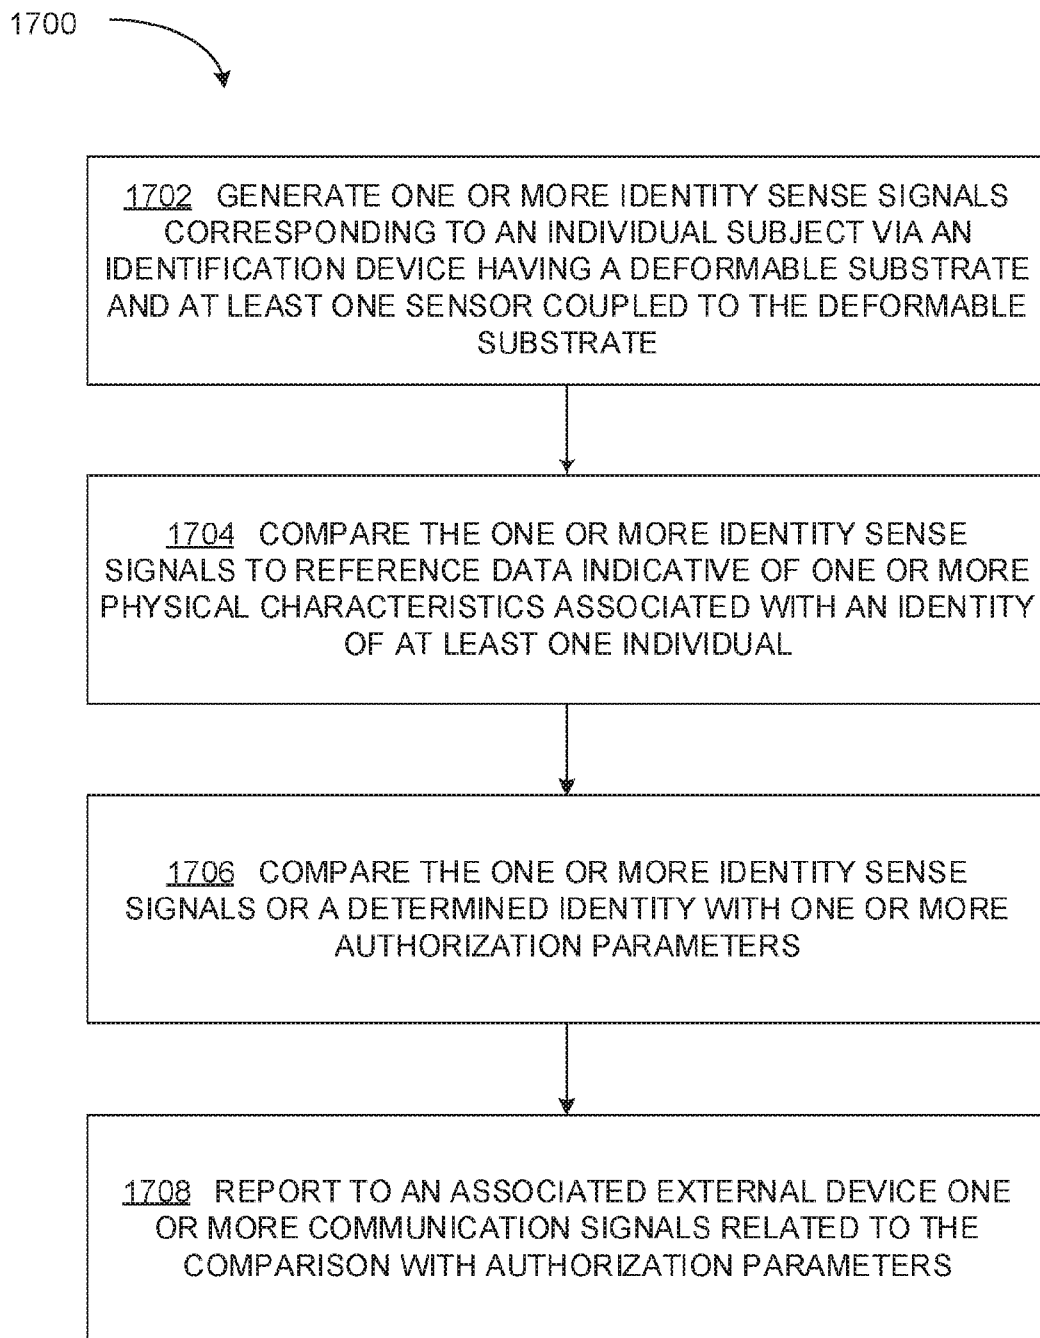 1700
1702 GENERATE ONE OR MORE IDENTITY SENSE SIGNALS
CORRESPONDING TO AN INDIVIDUAL SUBJECT VIA AN
IDENTIFICATION DEVICE HAVING A DEFORMABLE SUBSTRATE
AND AT LEAST ONE SENSOR COUPLED TO THE DEFORMABLE
SUBSTRATE
1704 COMPARE THE ONE OR MORE IDENTITY SENSE
SIGNALS TO REFERENCE DATA INDICATIVE OF ONE OR MORE
PHYSICAL CHARACTERISTICS ASSOCIATED WITH AN IDENTITY
OF AT LEAST ONE INDIVIDUAL
1706 COMPARE THE ONE OR MORE IDENTITY SENSE
SIGNALS OR A DETERMINED IDENTITY WITH ONE OR MORE
AUTHORIZATION PARAMETERS
1708 REPORT TO AN ASSOCIATED EXTERNAL DEVICE ONE
OR MORE COMMUNICATION SIGNALS RELATED TO THE
COMPARISON WITH AUTHORIZATION PARAMETERS